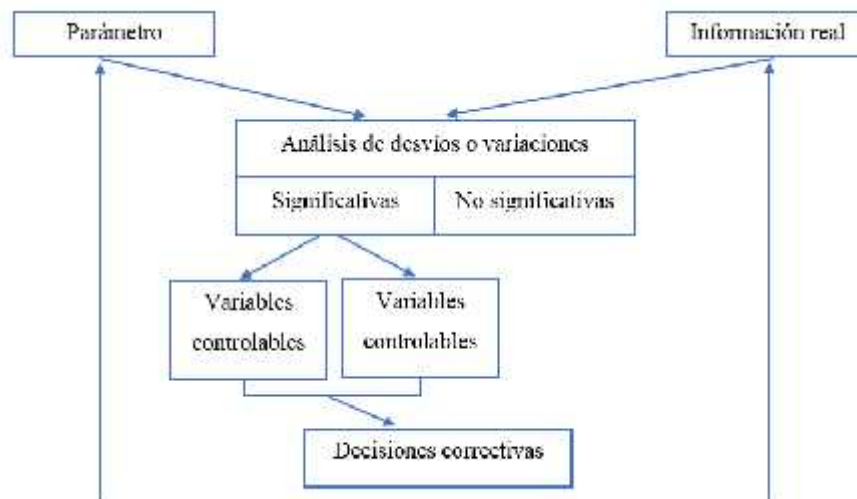 Parámetro
Información real
Análisis de desvíos o variaciones
Significativas
No significativas
Variables
controlables
Variables
controlables
Decisiones correctivas